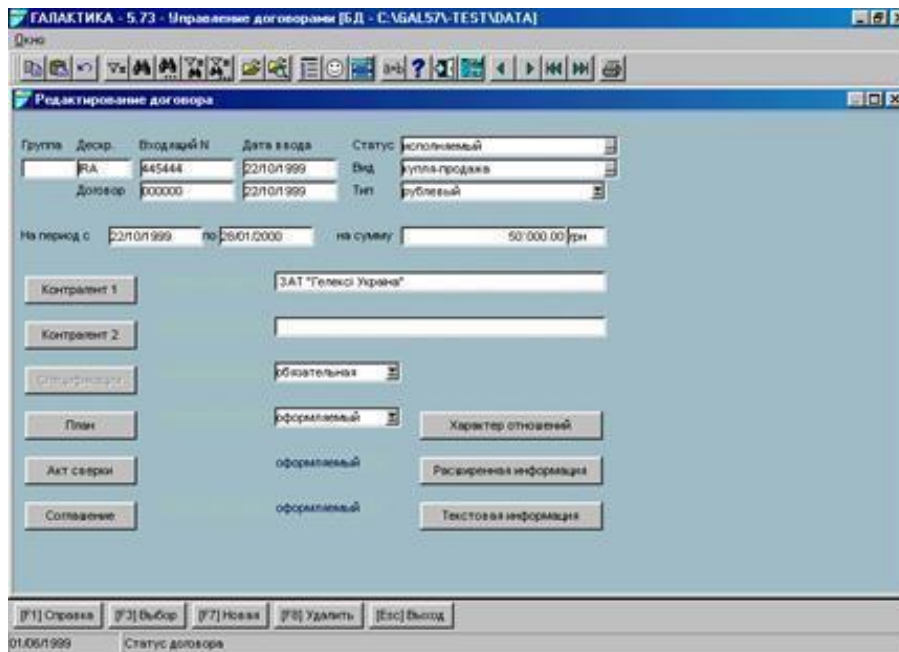 ГАЛАКТИКА - 5.73 - Управление договорами [БД - C:\GAL57\-TEST\DATA]
Окно
Редактирование договора
Группа Дескр. Входящий N Дата ввода Статус исполняемый
IRA 445444 22/10/1999 Вид купля-продажа
Договор 000000 22/10/1999 Тип рублевый
На период с 22/10/1999 по 26/01/2000 на сумму 50'000.00 грн
Контрагент 1 ЗАТ "Гелексі Україна"
Контрагент 2
Спецификация обязательная
План оформляемый Характер отношений
Акт сверки оформляемый Расширенная информация
Соглашение оформляемый Текстовая информация
[F1] Справка [F3] Выбор [F7] Новая [F8] Удалить [Esc] Выход
01/06/1999 Статус договора